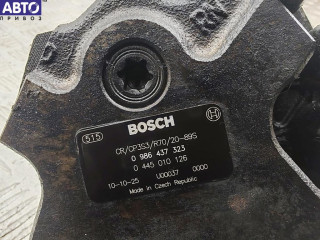 АВТО
ПРИВОЗ
515
BOSCH
CR/CP3S3/R70/20-89S
0 986 437 323
0 445 010 126
10-10-25 U00037 0000
Made in Czech Republic